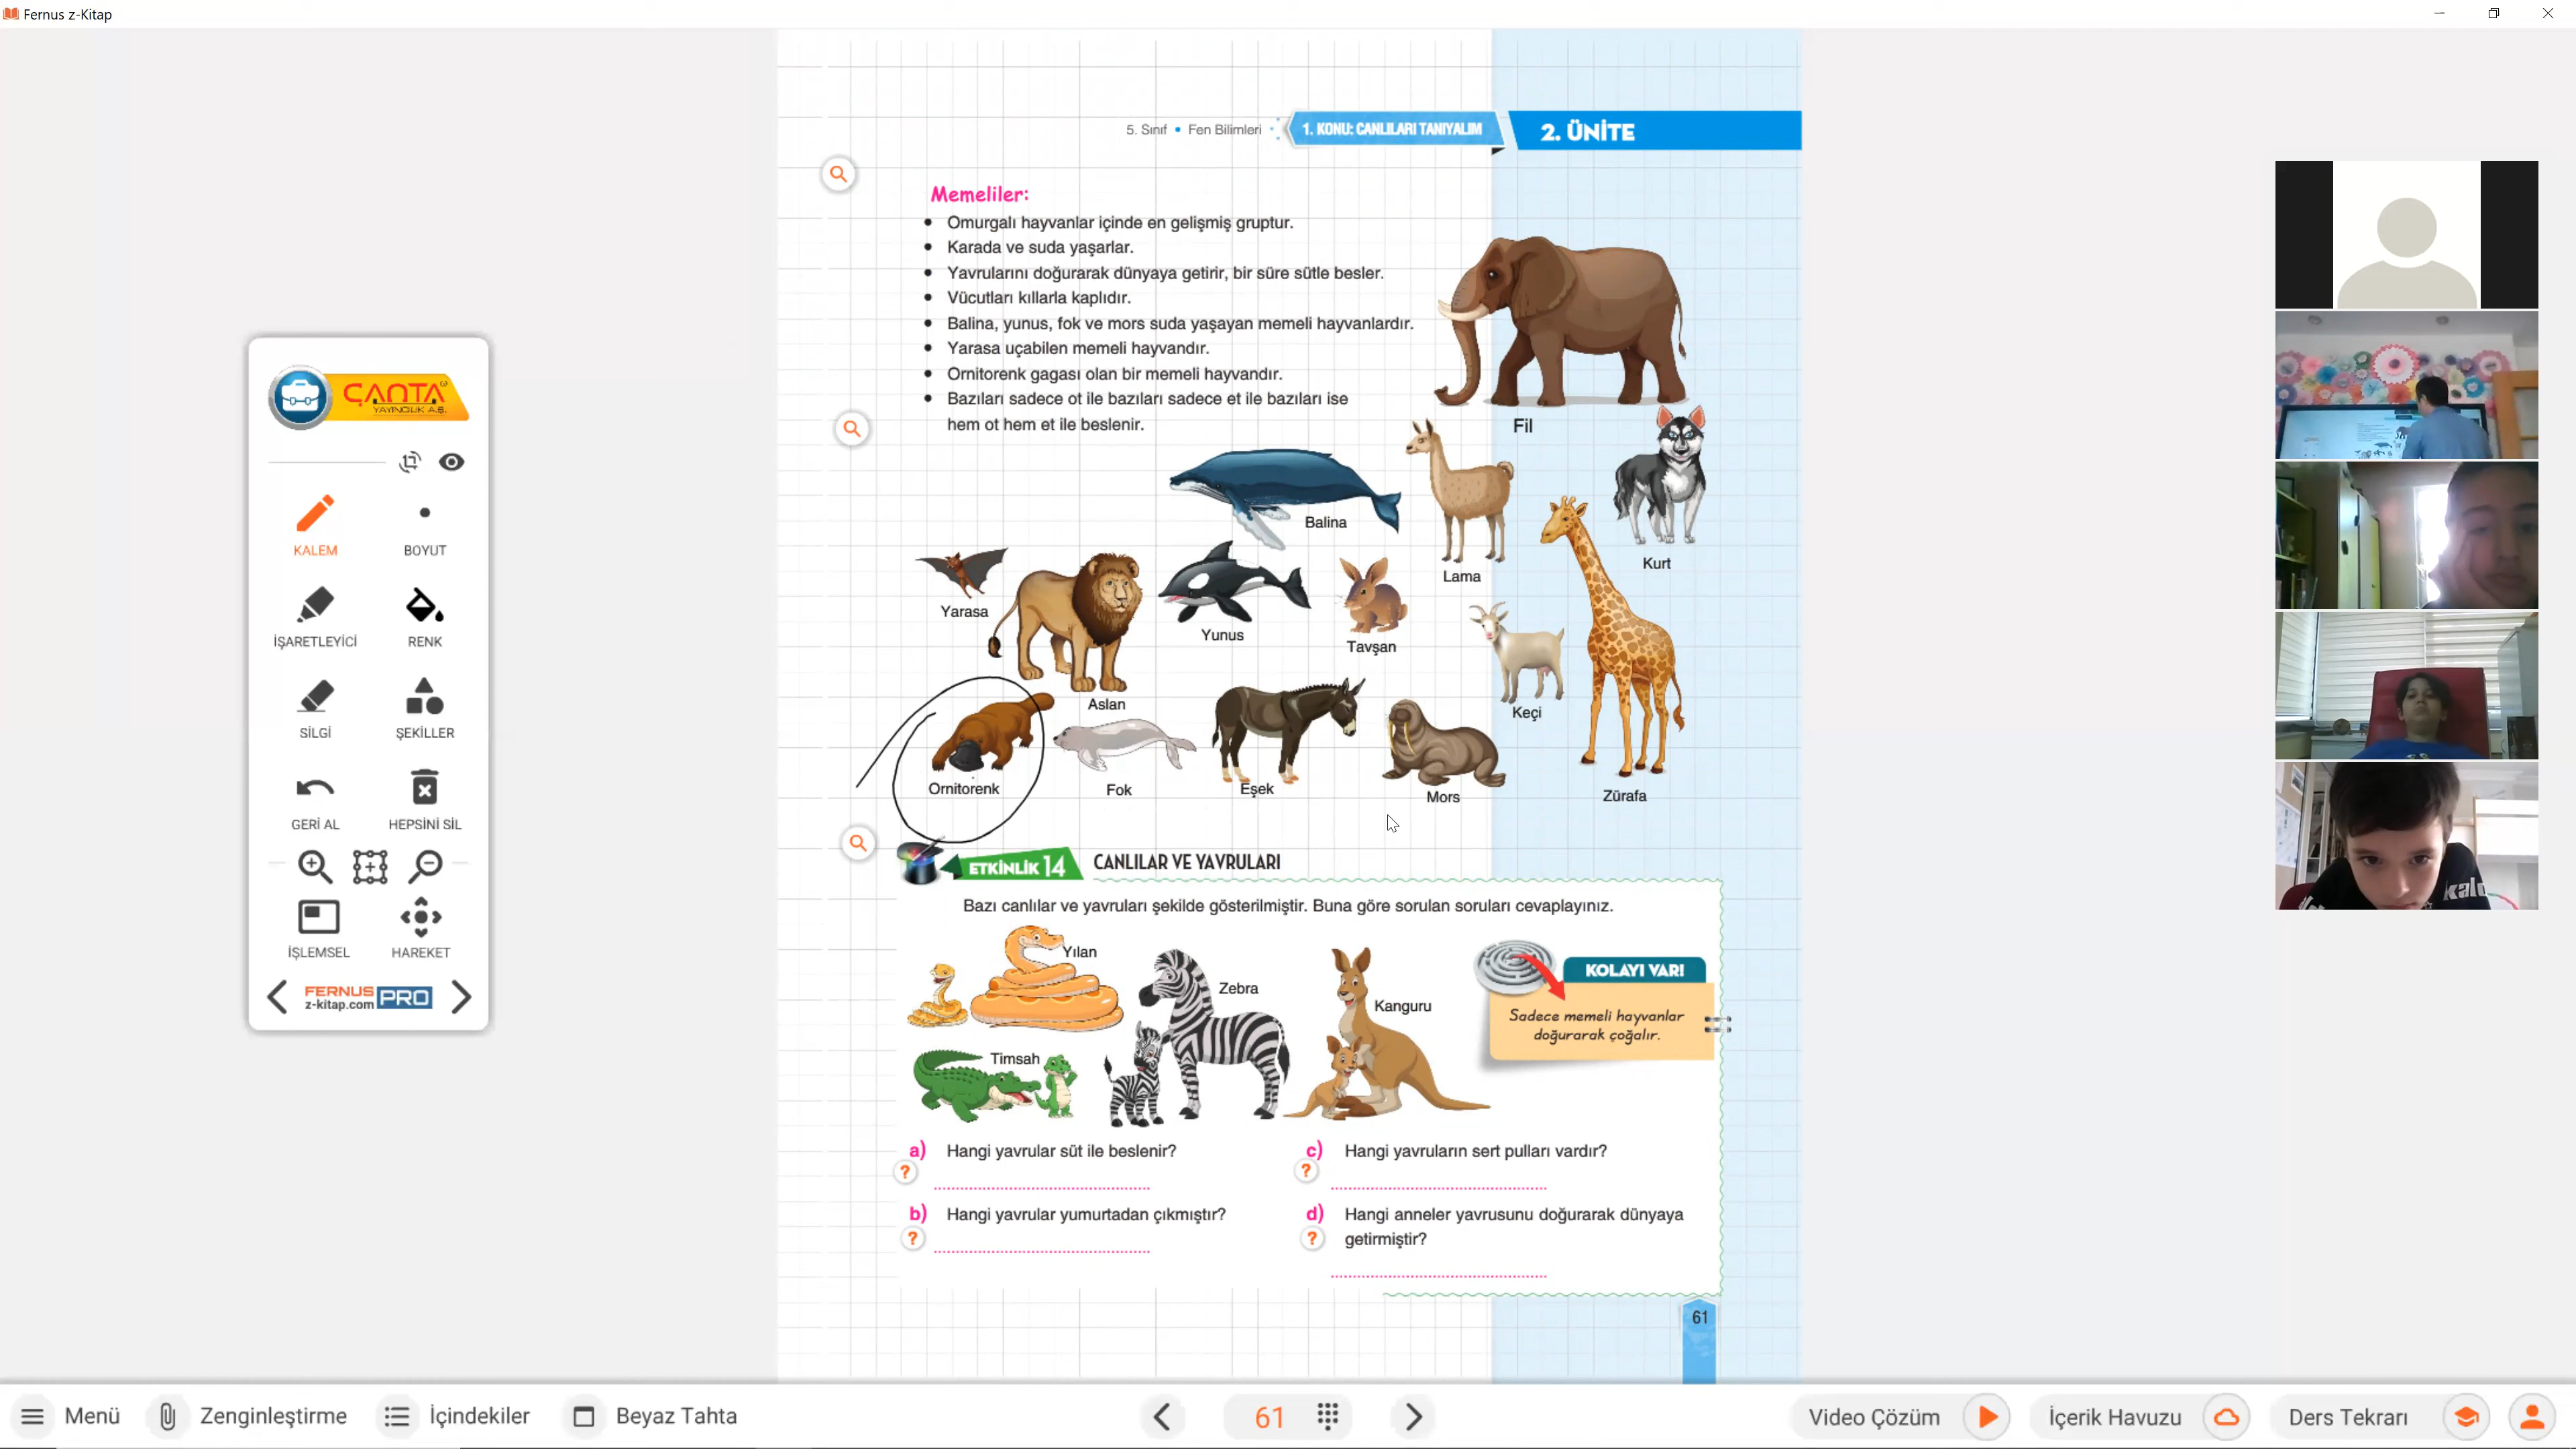 Fernus z-Kitap
5. Sınıf • Fen Bilimleri
1. KONU: CANLILARI TANIYALIM
2. ÜNİTE
Memeliler:
• Omurgalı hayvanlar içinde en gelişmiş gruptur.
• Karada ve suda yaşarlar.
• Yavrularını doğurarak dünyaya getirir, bir süre sütle besler.
• Vücutları kıllarla kaplıdır.
• Balina, yunus, fok ve mors suda yaşayan memeli hayvanlardır.
• Yarasa uçabilen memeli hayvandır.
• Ornitorenk gagası olan bir memeli hayvandır.
• Bazıları sadece ot ile bazıları sadece et ile bazıları ise
hem ot hem et ile beslenir.
Fil
Balina
Lama
Kurt
Yarasa
Yunus
Tavşan
Aslan
Keçi
Ornitorenk
Fok
Eşek
Mors
Zürafa
ETKİNLİK 14
CANLILAR VE YAVRULARI
Bazı canlılar ve yavruları şekilde gösterilmiştir. Buna göre sorulan soruları cevaplayınız.
Yılan
Zebra
Kanguru
Timsah
KOLAYI VAR!
Sadece memeli hayvanlar
doğurarak çoğalır.
a) Hangi yavrular süt ile beslenir?
?
b) Hangi yavrular yumurtadan çıkmıştır?
?
c) Hangi yavruların sert pulları vardır?
?
d) Hangi anneler yavrusunu doğurarak dünyaya
getirmiştir?
?
61
ÇANTA
YAYINCILIK A.Ş.
KALEM
BOYUT
İŞARETLEYİCİ
RENK
SİLGİ
ŞEKİLLER
GERİ AL
HEPSİNİ SİL
İŞLEMSEL
HAREKET
FERNUS
z-kitap.com
PRO
Menü
Zenginleştirme
İçindekiler
Beyaz Tahta
61
Video Çözüm
İçerik Havuzu
Ders Tekrarı